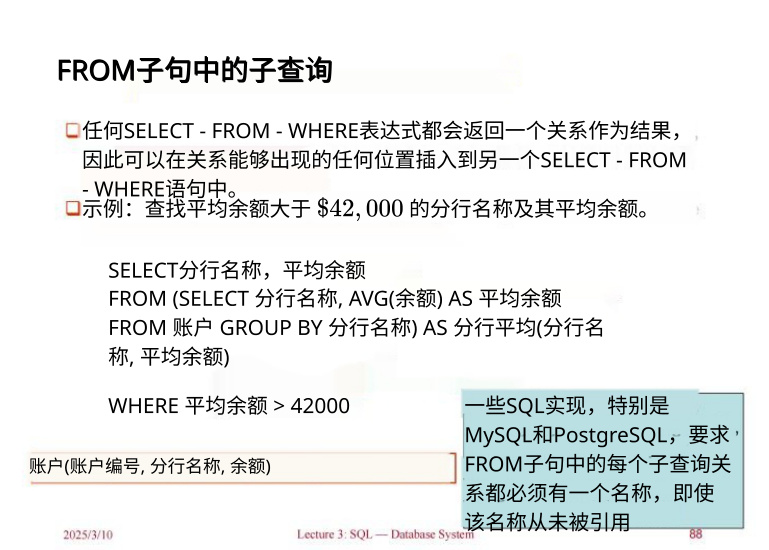 FROM子句中的子查询
任何SELECT - FROM - WHERE表达式都会返回一个关系作为结果，
因此可以在关系能够出现的任何位置插入到另一个SELECT - FROM
- WHERE语句中。
示例：查找平均余额大于 $42,000 的分行名称及其平均余额。
SELECT分行名称，平均余额
FROM (SELECT 分行名称, AVG(余额) AS 平均余额
FROM 账户 GROUP BY 分行名称) AS 分行平均(分行名
称, 平均余额)
WHERE 平均余额 > 42000
一些SQL实现，特别是
MySQL和PostgreSQL，要求
FROM子句中的每个子查询关
系都必须有一个名称，即使
该名称从未被引用
账户(账户编号, 分行名称, 余额)
2025/3/10
Lecture 3: SQL — Database System
88